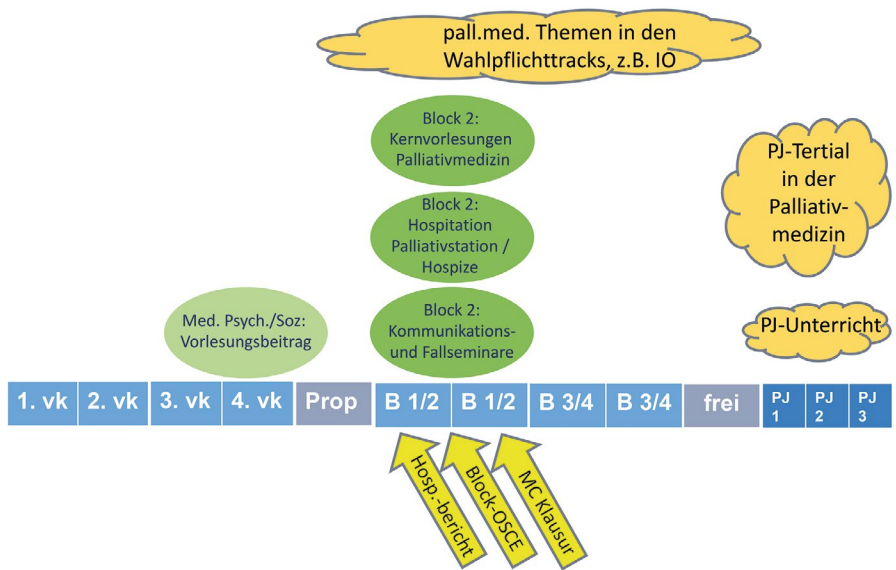 pall.med. Themen in den
Wahlpflichttracks, z.B. IO
Block 2:
Kernvorlesungen
Palliativmedizin
PJ-Tertial
in der
Palliativ-
medizin
Block 2:
Hospitation
Palliativstation /
Hospize
Med. Psych./Soz:
Vorlesungsbeitrag
Block 2:
Kommunikations-
und Fallseminare
PJ-Unterricht
1. vk
2. vk
3. vk
4. vk
Prop
B 1/2
B 1/2
B 3/4
B 3/4
frei
PJ
1
PJ
2
PJ
3
Hosp.-bericht
Block-OSCE
MC Klausur